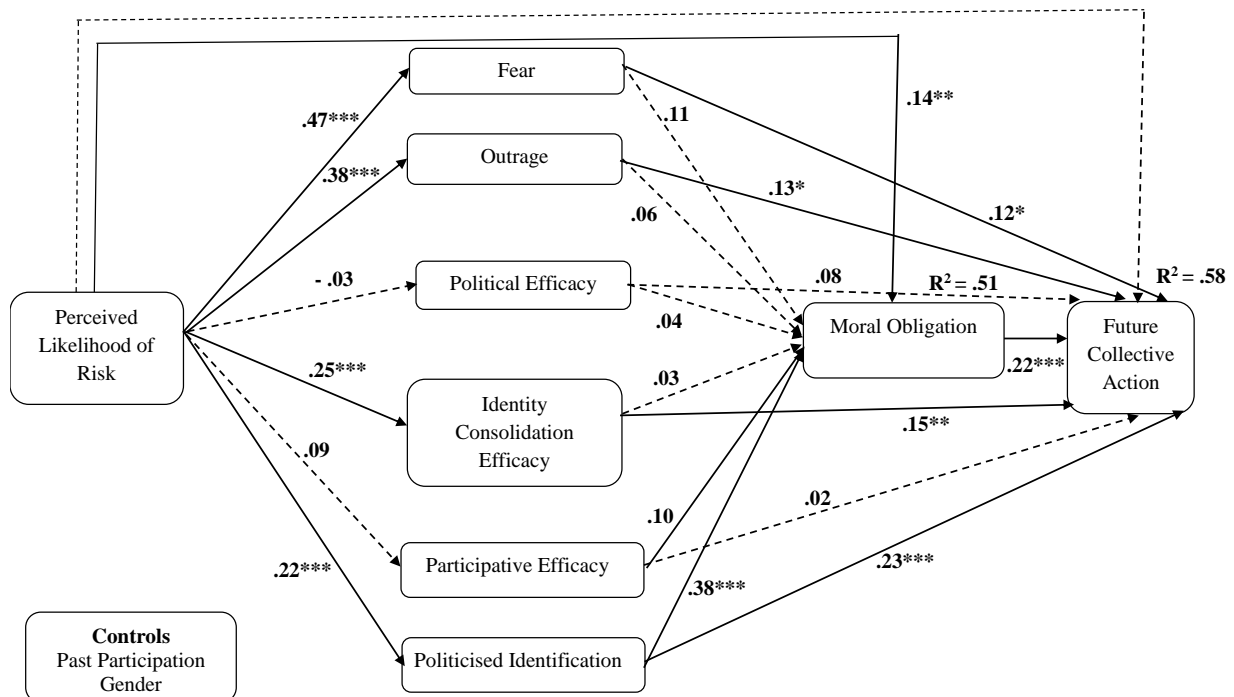 Fear
.14**
.11
.47***
Outrage
.38***
.13*
.06
.12*
- .03
Political Efficacy
.08
R² = .51
R² = .58
Perceived
Likelihood of
Risk
.04
Moral Obligation
Future
Collective
Action
.25***
.03
.22***
Identity
Consolidation
Efficacy
.15**
.09
.02
.10
Participative Efficacy
.23***
.22***
.38***
Controls
Past Participation
Gender
Politicised Identification